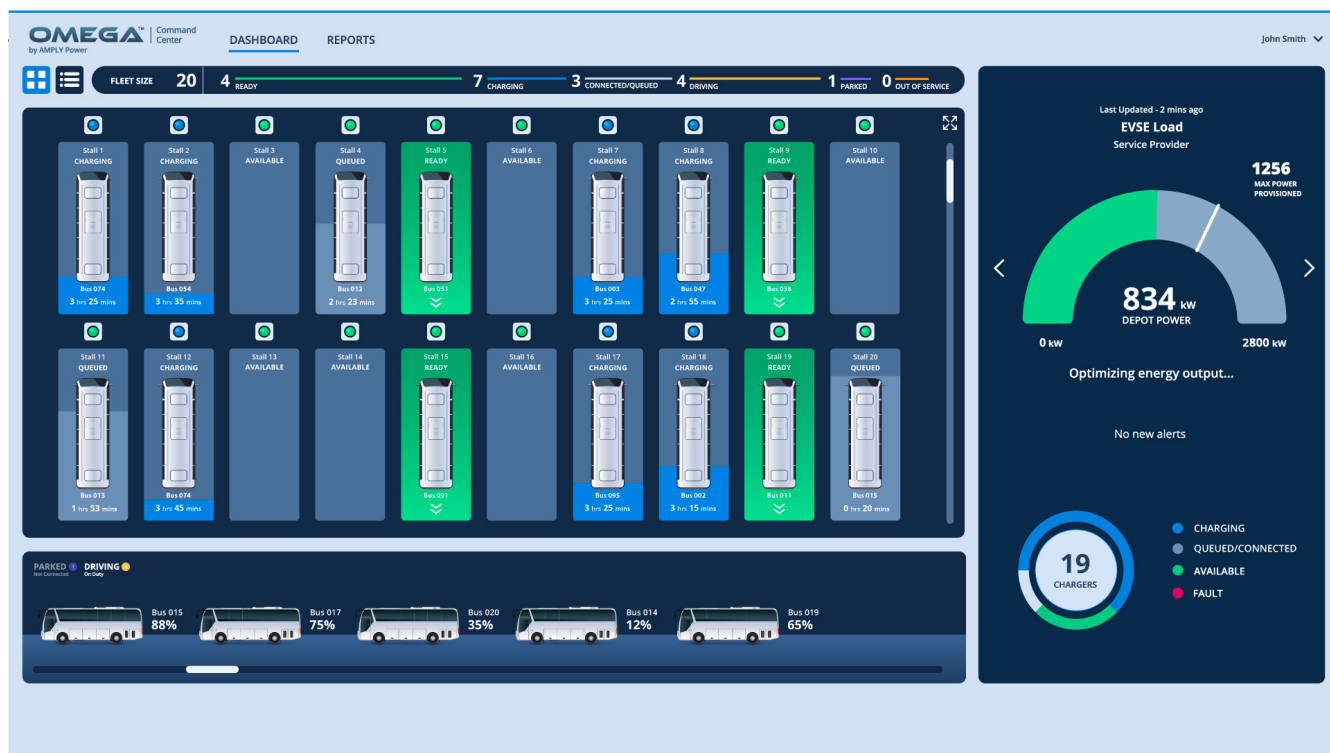 OMEGA™ | Command Center
by AMPLY Power
DASHBOARD
REPORTS
John Smith
FLEET SIZE 20
4 READY
7 CHARGING
3 CONNECTED/QUEUED
4 DRIVING
1 PARKED
0 OUT OF SERVICE
Stall 1
CHARGING
Bus 074
3 hrs 25 mins
Stall 2
CHARGING
Bus 054
3 hrs 35 mins
Stall 3
AVAILABLE
Stall 4
QUEUED
Bus 012
2 hrs 23 mins
Stall 5
READY
Bus 051
Stall 6
AVAILABLE
Stall 7
CHARGING
Bus 003
3 hrs 25 mins
Stall 8
CHARGING
Bus 047
2 hrs 55 mins
Stall 9
READY
Bus 038
Stall 10
AVAILABLE
Stall 11
QUEUED
Bus 013
1 hrs 53 mins
Stall 12
CHARGING
Bus 074
3 hrs 45 mins
Stall 13
AVAILABLE
Stall 14
AVAILABLE
Stall 15
READY
Bus 091
Stall 16
AVAILABLE
Stall 17
CHARGING
Bus 095
3 hrs 25 mins
Stall 18
CHARGING
Bus 002
3 hrs 15 mins
Stall 19
READY
Bus 011
Stall 20
QUEUED
Bus 015
0 hrs 20 mins
PARKED
Not Connected
DRIVING
On Duty
Bus 015
88%
Bus 017
75%
Bus 020
35%
Bus 014
12%
Bus 019
65%
Last Updated - 2 mins ago
EVSE Load
Service Provider
1256
MAX POWER
PROVISIONED
834 kW
DEPOT POWER
0 kW
2800 kW
Optimizing energy output...
No new alerts
19
CHARGERS
CHARGING
QUEUED/CONNECTED
AVAILABLE
FAULT